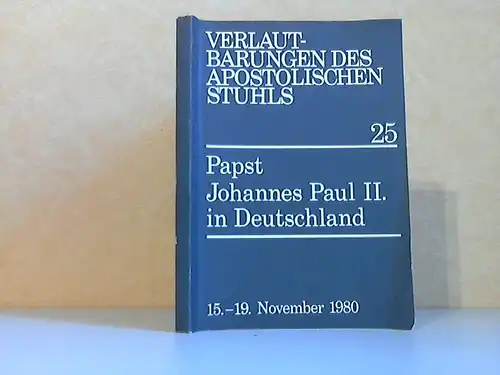 VERLAUT-
BARUNGEN DES
APOSTOLISCHEN
STUHLS
25
Papst
Johannes Paul II.
in Deutschland
15.–19. November 1980